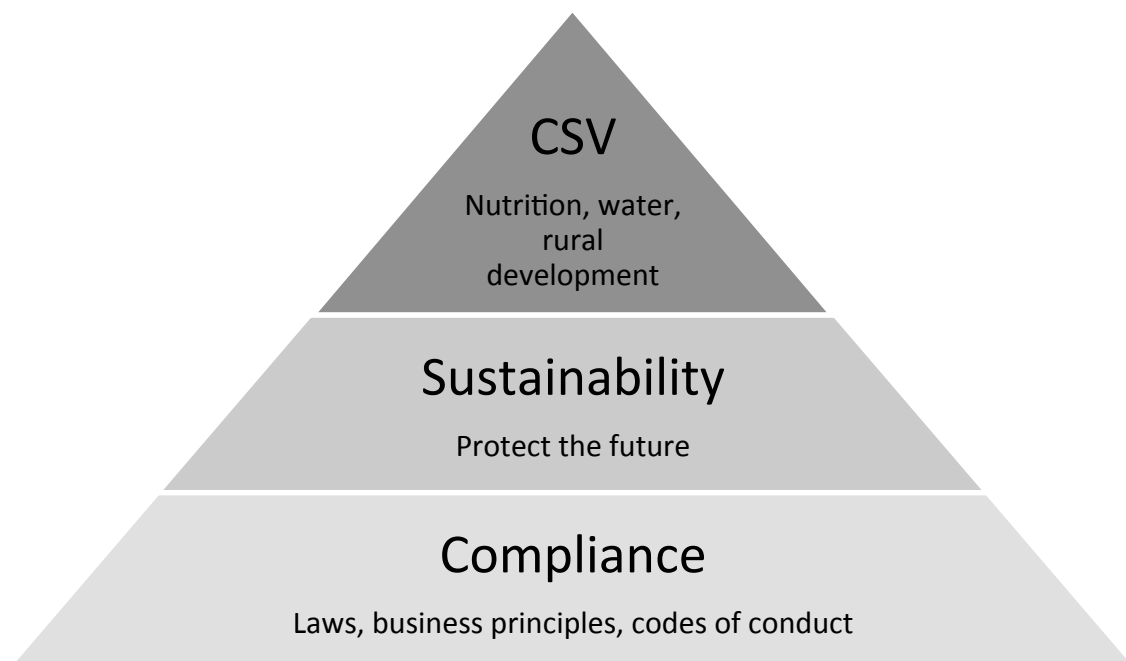 CSV
Nutrition, water,
rural
development
Sustainability
Protect the future
Compliance
Laws, business principles, codes of conduct